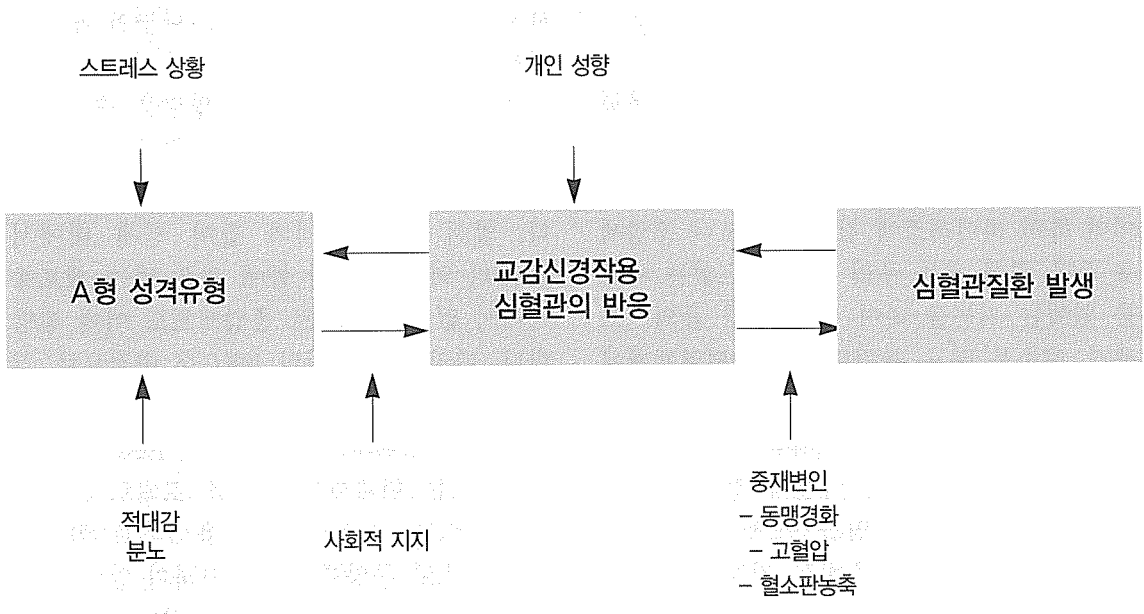 스트레스 상황
개인 성향
A형 성격유형
교감신경작용
심혈관의 반응
심혈관질환 발생
적대감
분노
사회적 지지
중재변인
– 동맹경화
– 고혈압
– 혈소판농축